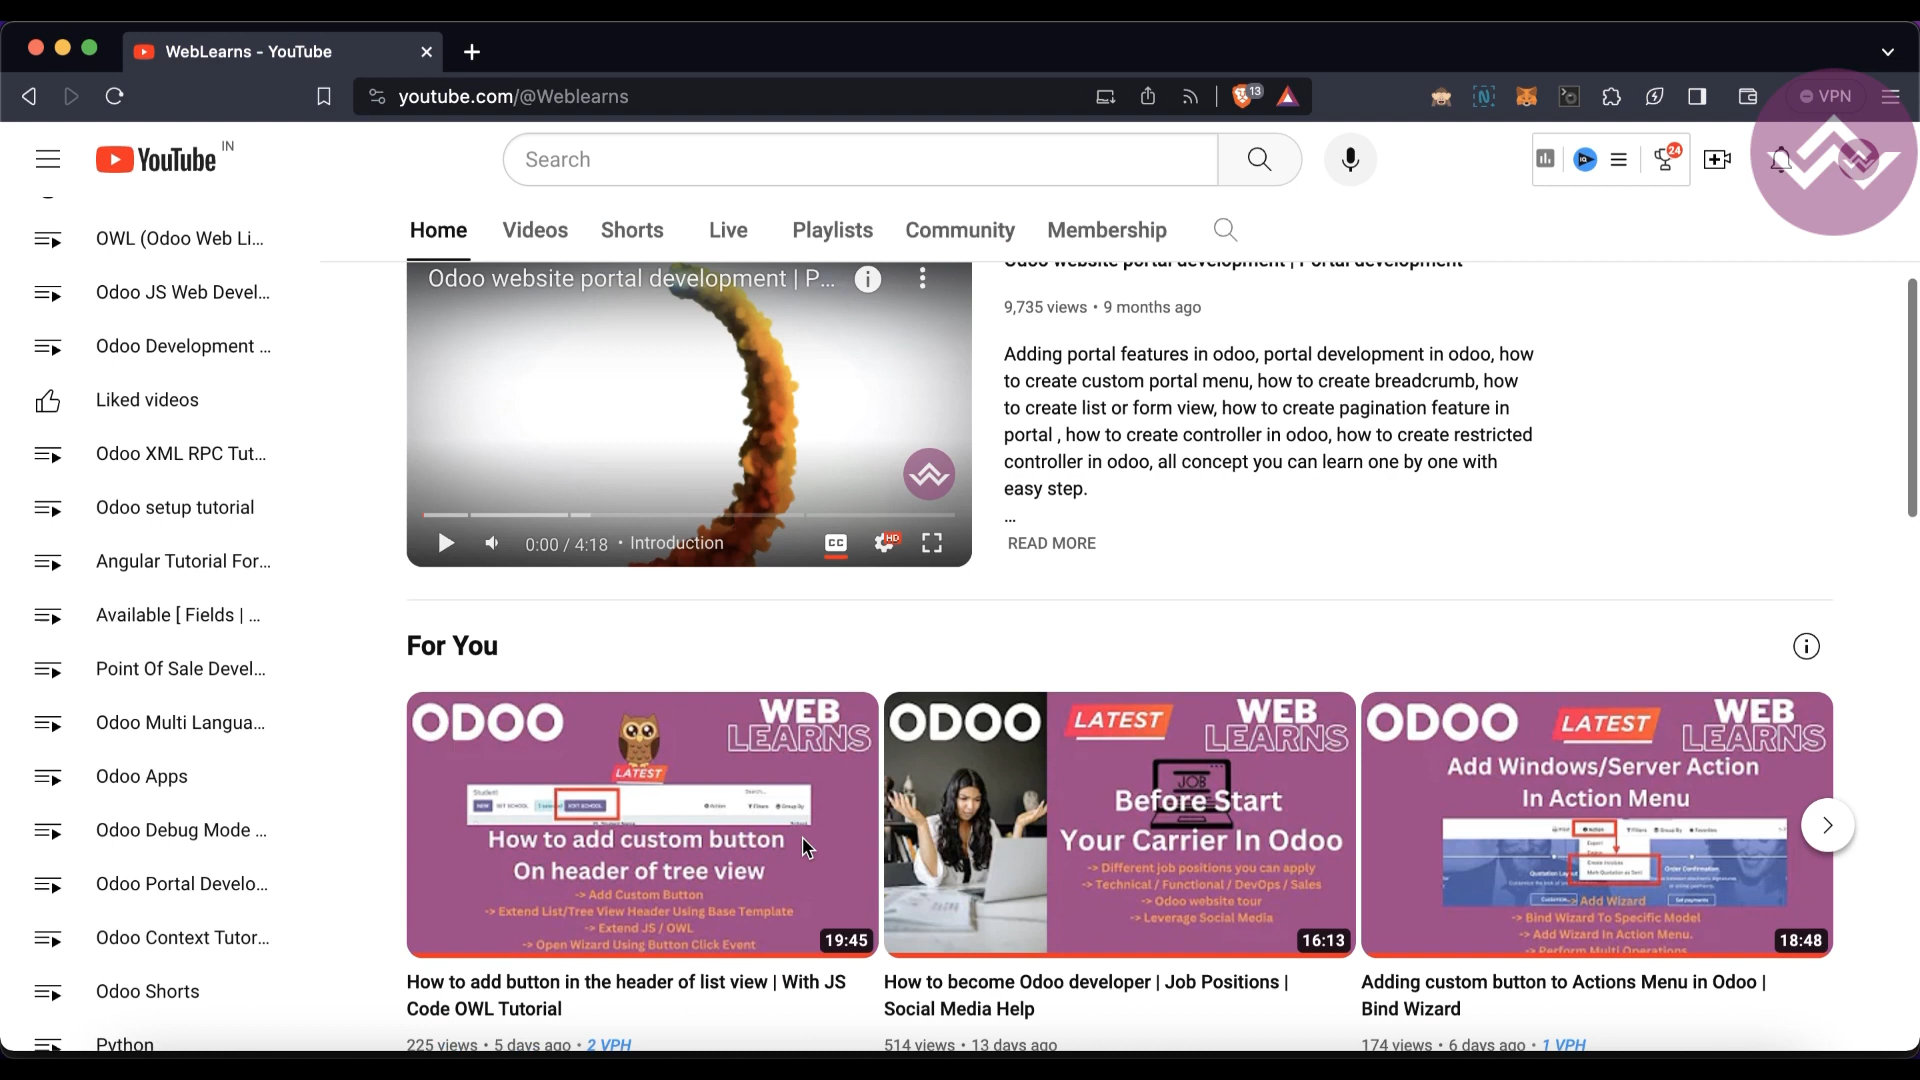 WebLearns - YouTube
youtube.com/@Weblearns
13
VPN
YouTube IN
Search
24
Home
Videos
Shorts
Live
Playlists
Community
Membership
OWL (Odoo Web Li...
Odoo JS Web Devel...
Odoo Development ...
Liked videos
Odoo XML RPC Tut...
Odoo setup tutorial
Angular Tutorial For...
Available [ Fields | ...
Point Of Sale Devel...
Odoo Multi Langua...
Odoo Apps
Odoo Debug Mode ...
Odoo Portal Develo...
Odoo Context Tutor...
Odoo Shorts
Python
Odoo website portal development | P...
0:00 / 4:18 • Introduction
CC
HD
Odoo website portal development | Portal development
9,735 views • 9 months ago
Adding portal features in odoo, portal development in odoo, how
to create custom portal menu, how to create breadcrumb, how
to create list or form view, how to create pagination feature in
portal , how to create controller in odoo, how to create restricted
controller in odoo, all concept you can learn one by one with
easy step.
...
READ MORE
For You
ODOO
WEB
LEARNS
LATEST
How to add custom button
On header of tree view
-> Add Custom Button
-> Extend List/Tree View Header Using Base Template
-> Extend JS / OWL
-> Open Wizard Using Button Click Event
19:45
How to add button in the header of list view | With JS
Code OWL Tutorial
225 views • 5 days ago • 2 VPH
ODOO
LATEST
WEB
LEARNS
JOB
Before Start
Your Carrier In Odoo
-> Different job positions you can apply
-> Technical / Functional / DevOps / Sales
-> Odoo website tour
-> Leverage Social Media
16:13
How to become Odoo developer | Job Positions |
Social Media Help
514 views • 13 days ago
ODOO
LATEST
WEB
LEARNS
Add Windows/Server Action
In Action Menu
-> Add Wizard
-> Bind Wizard To Specific Model
-> Add Wizard In Action Menu.
-> Perform Multi Operations
18:48
Adding custom button to Actions Menu in Odoo |
Bind Wizard
174 views • 6 days ago • 1 VPH